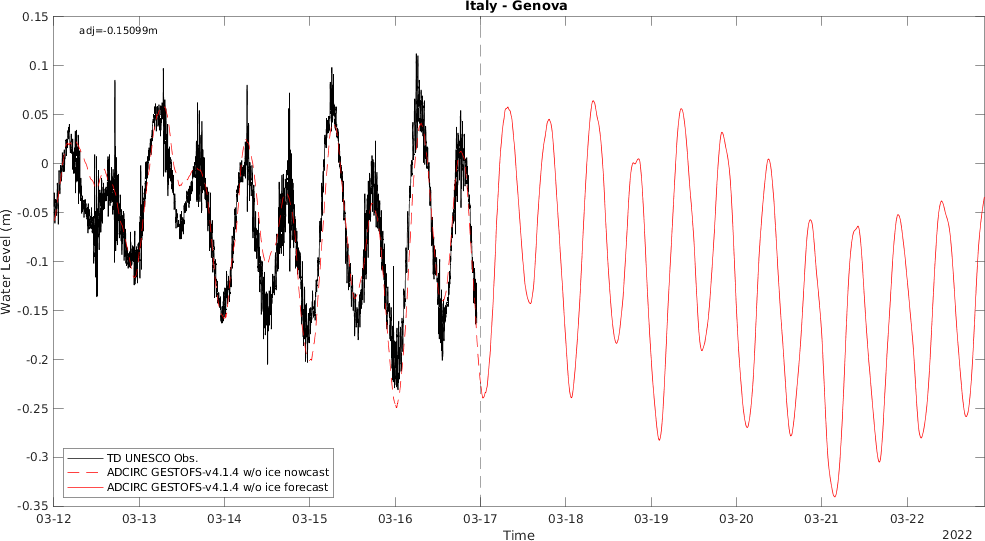 Italy - Genova
adj=-0.15099m
0.15
0.1
0.05
0
-0.05
-0.1
-0.15
-0.2
-0.25
-0.3
-0.35
Water Level (m)
TD UNESCO Obs.
ADCIRC GESTOFS-v4.1.4 w/o ice nowcast
ADCIRC GESTOFS-v4.1.4 w/o ice forecast
03-12 03-13 03-14 03-15 03-16 03-17 03-18 03-19 03-20 03-21 03-22
Time
2022